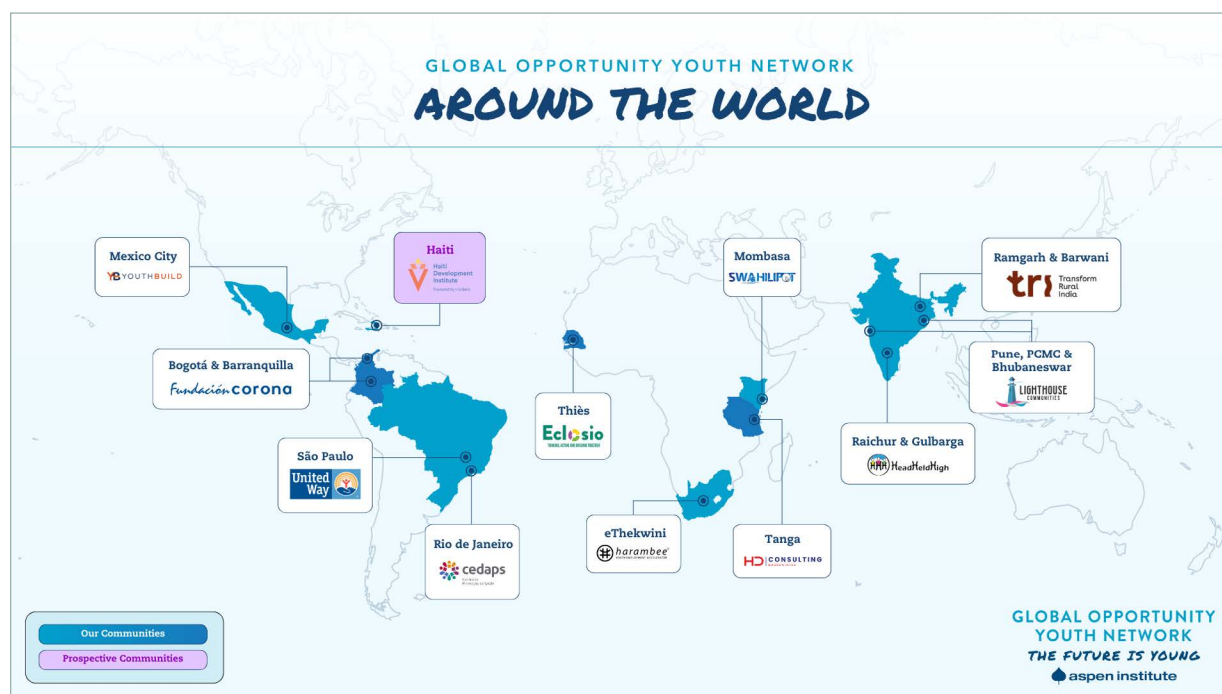 GLOBAL OPPORTUNITY YOUTH NETWORK
AROUND THE WORLD
Mexico City
YB YOUTHBUILD
Haiti
Haiti
Development
Institute
Mombasa
SWAHILIPOT
Ramgarh & Barwani
tri
Transform
Rural
India
Bogotá & Barranquilla
Fundación corona
Pune, PCMC &
Bhubaneswar
LIGHTHOUSE
COMMUNITIES
Thiès
Eclosio
Raichur & Gulbarga
HHH HeadHeldHigh
São Paulo
United
Way
Rio de Janeiro
cedaps
eThekwini
harambee
Tanga
HD CONSULTING
Our Communities
Prospective Communities
GLOBAL OPPORTUNITY
YOUTH NETWORK
THE FUTURE IS YOUNG
aspen institute